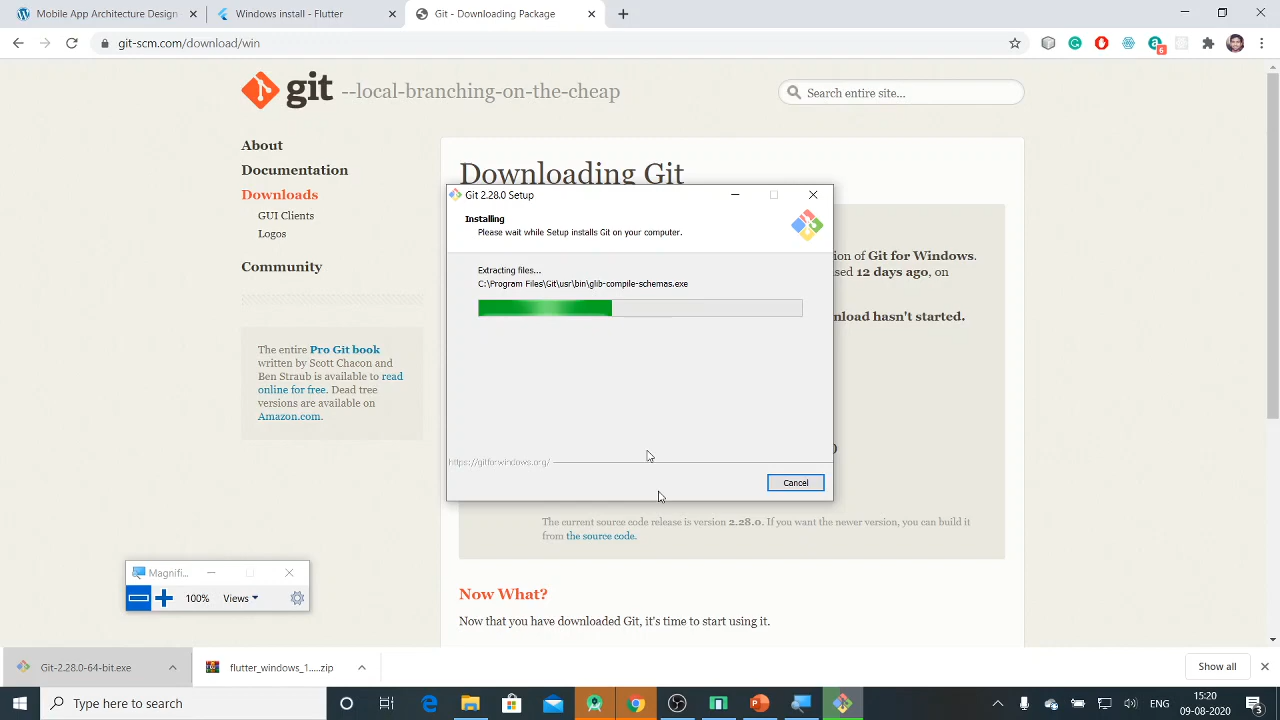 Mobile App Architecture Design
Windows install - Flutter
Git - Downloading Package
git-scm.com/download/win
6
git --local-branching-on-the-cheap
Search entire site...
About
Documentation
Downloads
GUI Clients
Logos
Community
The entire Pro Git book
written by Scott Chacon and
Ben Straub is available to read
online for free. Dead tree
versions are available on
Amazon.com.
Downloading Git
ion of Git for Windows.
sed 12 days ago, on
nload hasn't started.
Git 2.28.0 Setup
Installing
Please wait while Setup installs Git on your computer.
Extracting files...
C:\Program Files\Git\usr\bin\glib-compile-schemas.exe
https://gitforwindows.org/
Cancel
The current source code release is version 2.28.0. If you want the newer version, you can build it
from the source code.
Now What?
Now that you have downloaded Git, it's time to start using it.
Magnifi...
100%
Views
Git-2.28.0-64-bit.exe
flutter_windows_1.....zip
Show all
Type here to search
ENG
15:20
09-08-2020
3